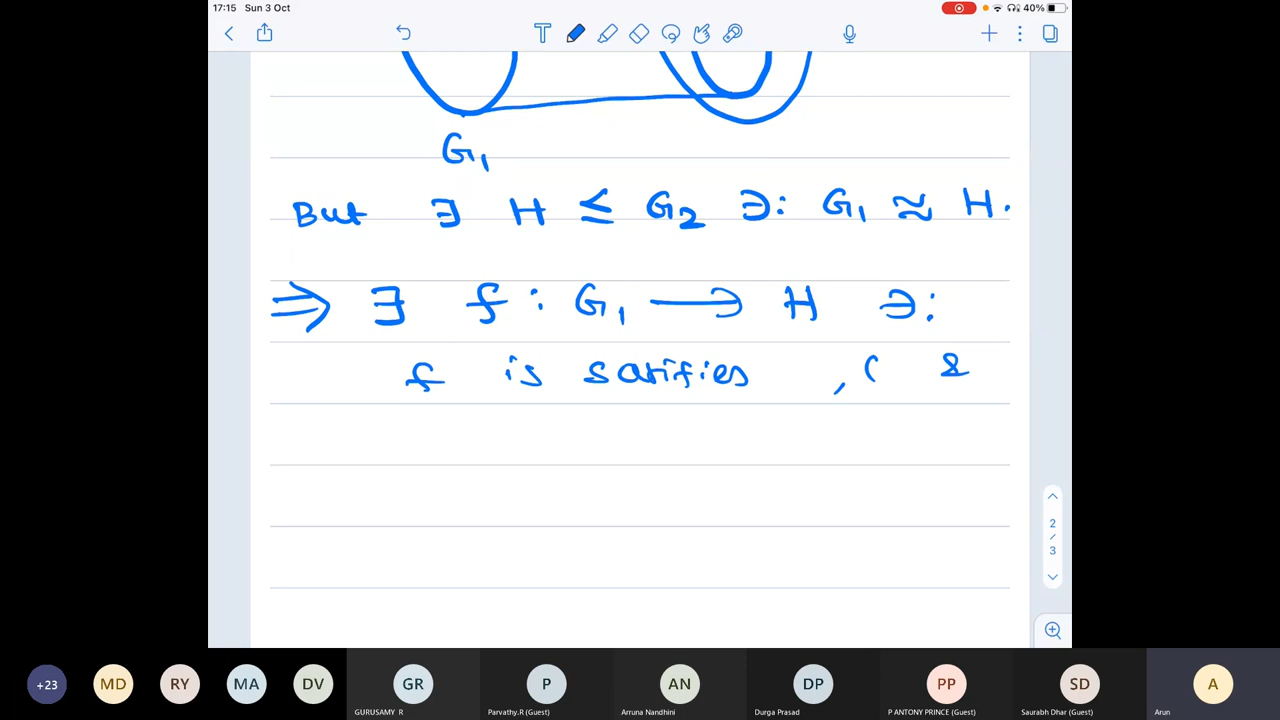 17:15 Sun 3 Oct
40%
T
G₁
But ∃ H ≤ G₂ ∋: G₁ ≈ H.
⇒ ∃ f : G₁ ⟶ H ∋:
f is satifies , ( &
2
/
3
+23 MD RY MA DV GR P AN DP PP SD A
GURUSAMY R Parvathy.R (Guest) Arruna Nandhini Durga Prasad P ANTONY PRINCE (Guest) Saurabh Dhar (Guest) Arun